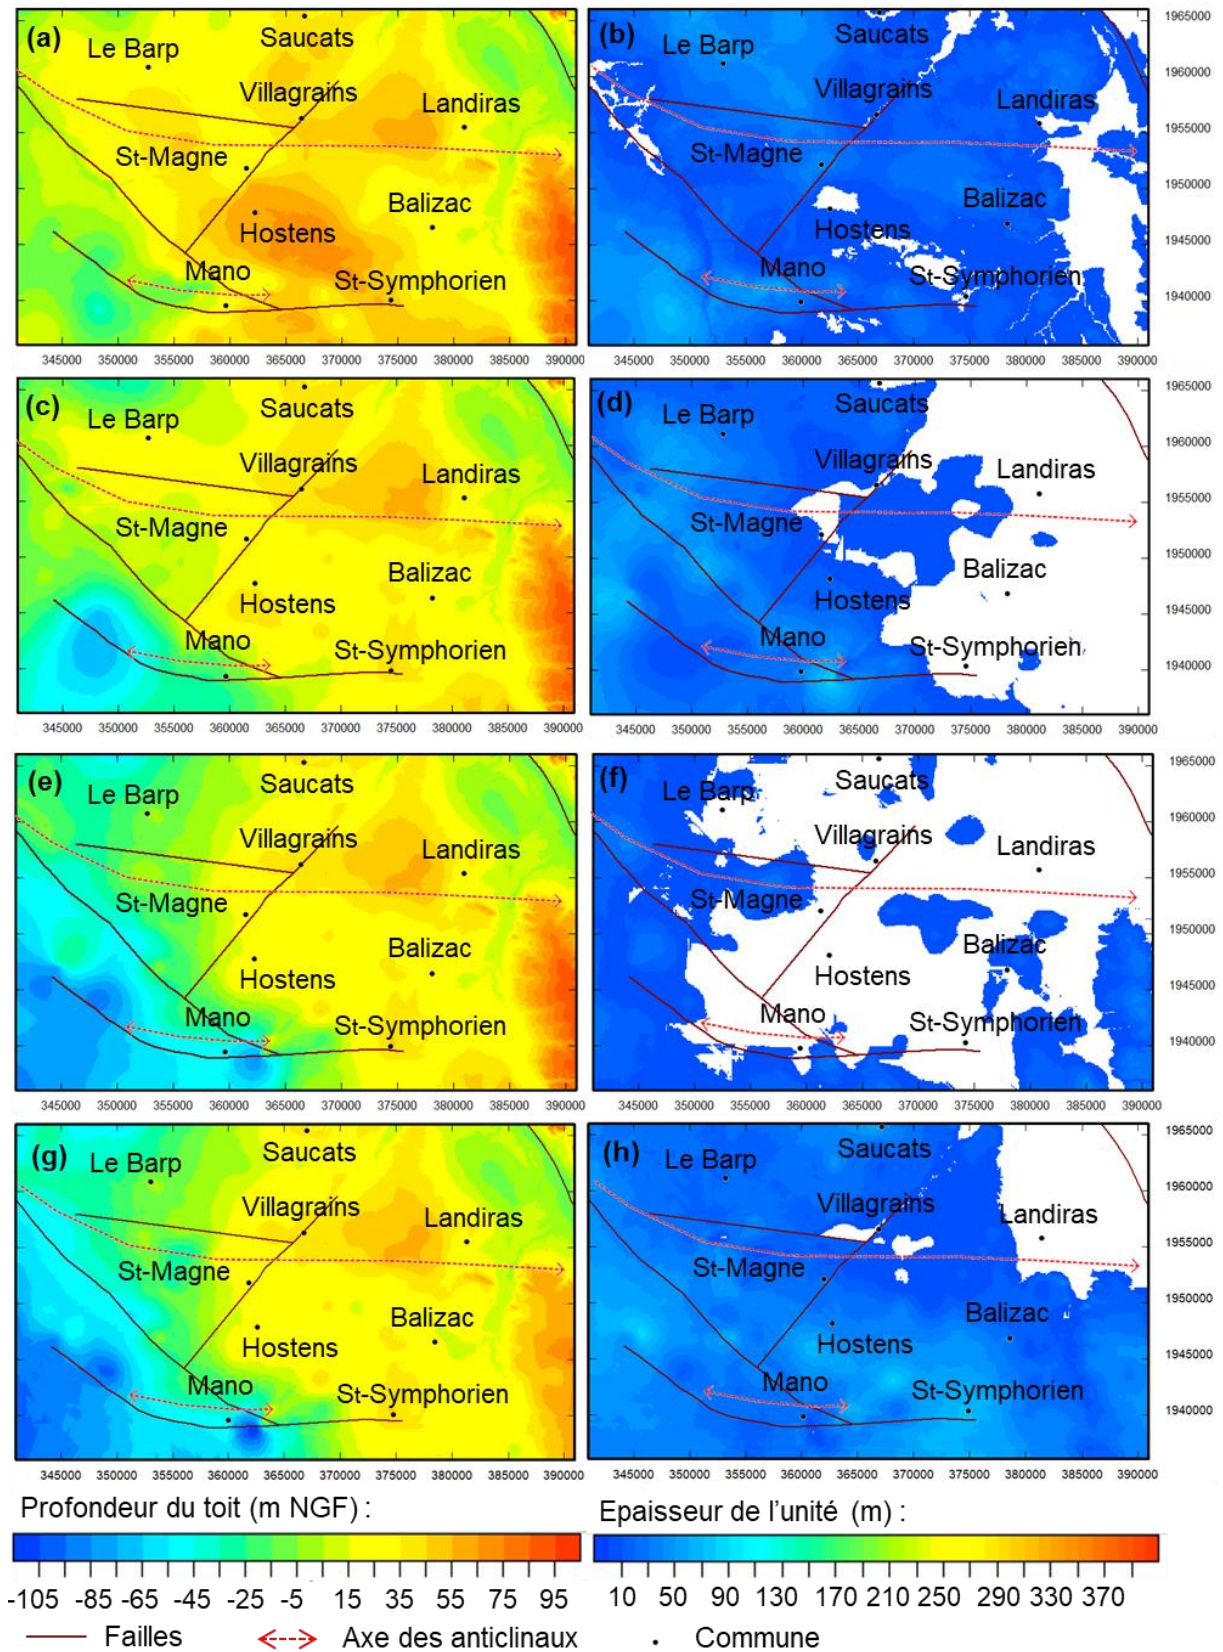 (a) Saucats
Le Barp
Villagrains
Landiras
St-Magne
Balizac
Hostens
Mano
St-Symphorien
345000 350000 355000 360000 365000 370000 375000 380000 385000 390000
(b) Saucats
Le Barp
Villagrains
Landiras
St-Magne
Balizac
Hostens
Mano
St-Symphorien
345000 350000 355000 360000 365000 370000 375000 380000 385000 390000
1965000
1960000
1955000
1950000
1945000
1940000
(c) Saucats
Le Barp
Villagrains
Landiras
St-Magne
Balizac
Hostens
Mano
St-Symphorien
345000 350000 355000 360000 365000 370000 375000 380000 385000 390000
(d) Saucats
Le Barp
Villagrains
Landiras
St-Magne
Balizac
Hostens
Mano
St-Symphorien
345000 350000 355000 360000 365000 370000 375000 380000 385000 390000
1965000
1960000
1955000
1950000
1945000
1940000
(e) Saucats
Le Barp
Villagrains
Landiras
St-Magne
Balizac
Hostens
Mano
St-Symphorien
345000 350000 355000 360000 365000 370000 375000 380000 385000 390000
(f) Saucats
Le Barp
Villagrains
Landiras
St-Magne
Balizac
Hostens
Mano
St-Symphorien
345000 350000 355000 360000 365000 370000 375000 380000 385000 390000
1965000
1960000
1955000
1950000
1945000
1940000
(g) Saucats
Le Barp
Villagrains
Landiras
St-Magne
Balizac
Hostens
Mano
St-Symphorien
345000 350000 355000 360000 365000 370000 375000 380000 385000 390000
(h) Saucats
Le Barp
Villagrains
Landiras
St-Magne
Balizac
Hostens
Mano
St-Symphorien
345000 350000 355000 360000 365000 370000 375000 380000 385000 390000
1965000
1960000
1955000
1950000
1945000
1940000
Profondeur du toit (m NGF) :
-105 -85 -55 -25 -5 15 35 55 75 95
Epaisseur de l'unité (m) :
10 50 90 130 170 210 250 290 330 370
Failles
Axe des anticlinaux
Commune